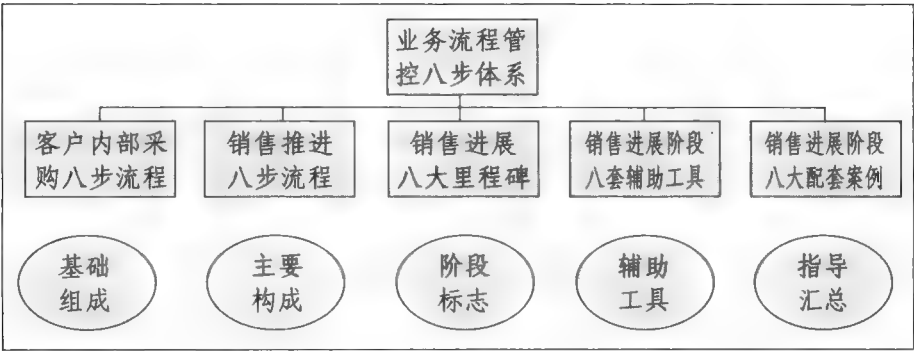 业务流程管
控八步体系
客户内部采
购八步流程
销售推进
八步流程
销售进展
八大里程碑
销售进展阶段
八套辅助工具
销售进展阶段
八大配套案例
基础
组成
主要
构成
阶段
标志
辅助
工具
指导
汇总